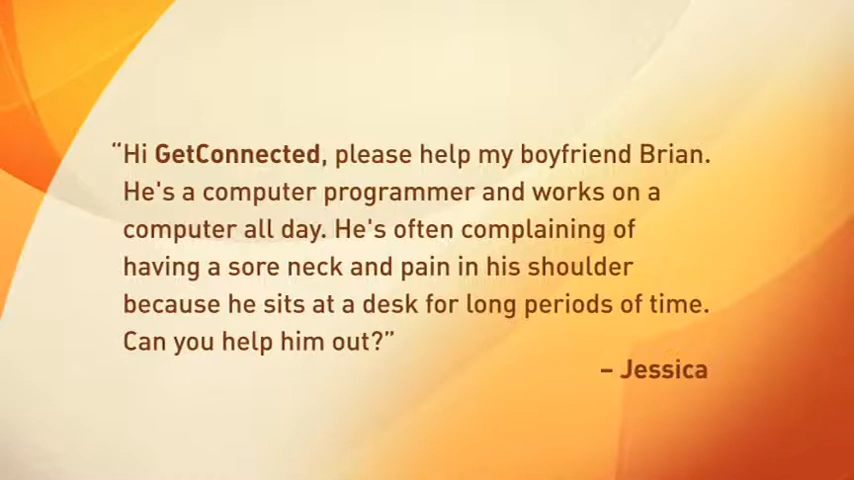 “Hi GetConnected, please help my boyfriend Brian.
He's a computer programmer and works on a
computer all day. He's often complaining of
having a sore neck and pain in his shoulder
because he sits at a desk for long periods of time.
Can you help him out?”
– Jessica